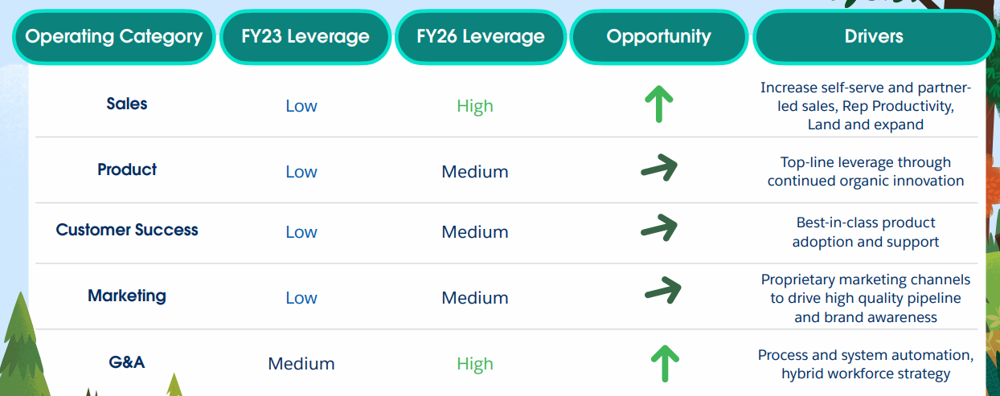 Operating Category FY23 Leverage FY26 Leverage Opportunity Drivers
Sales Low High Increase self-serve and partner-
led sales, Rep Productivity,
Land and expand
Product Low Medium Top-line leverage through
continued organic innovation
Customer Success Low Medium Best-in-class product
adoption and support
Marketing Low Medium Proprietary marketing channels
to drive high quality pipeline
and brand awareness
G&A Medium High Process and system automation,
hybrid workforce strategy